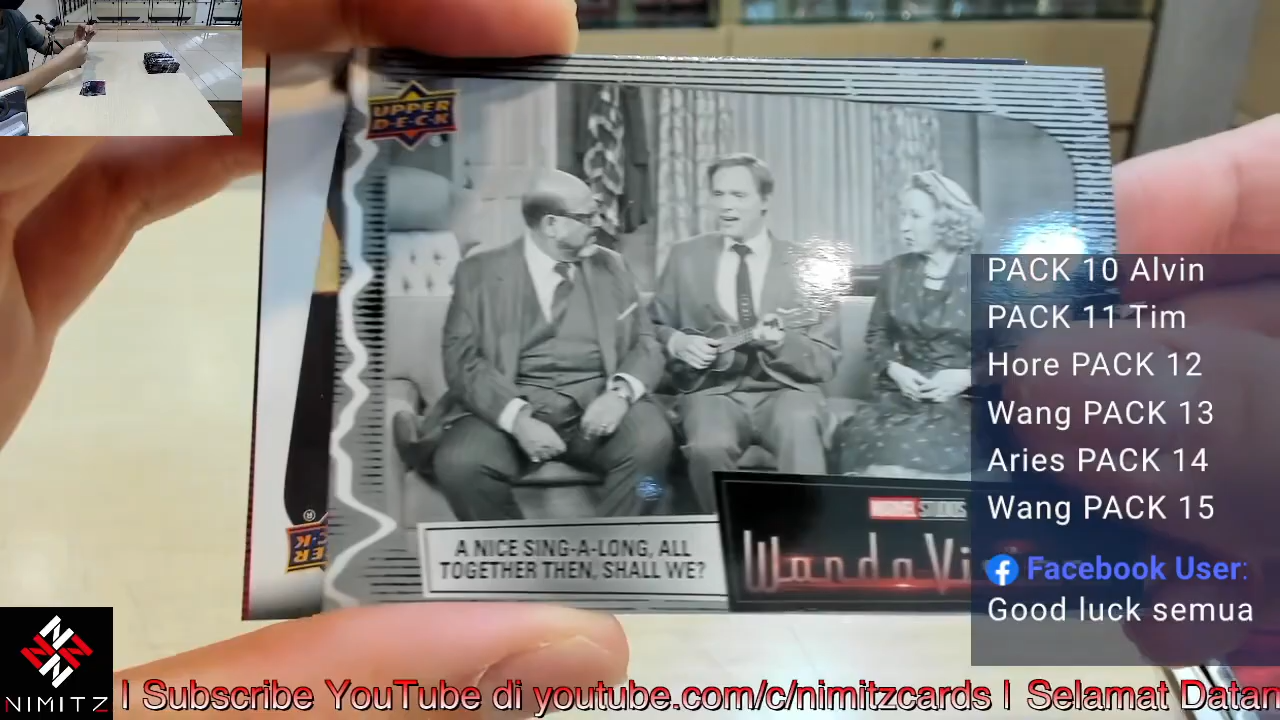 UPPER
D·E·C·K
PACK 10 Alvin
PACK 11 Tim
Hore PACK 12
Wang PACK 13
Aries PACK 14
Wang PACK 15
Facebook User:
Good luck semua
MARVEL STUDIOS
A NICE SING-A-LONG, ALL
TOGETHER THEN, SHALL WE?
WandaVi
®
NIMITZ
| Subscribe YouTube di youtube.com/c/nimitzcards | Selamat Datan